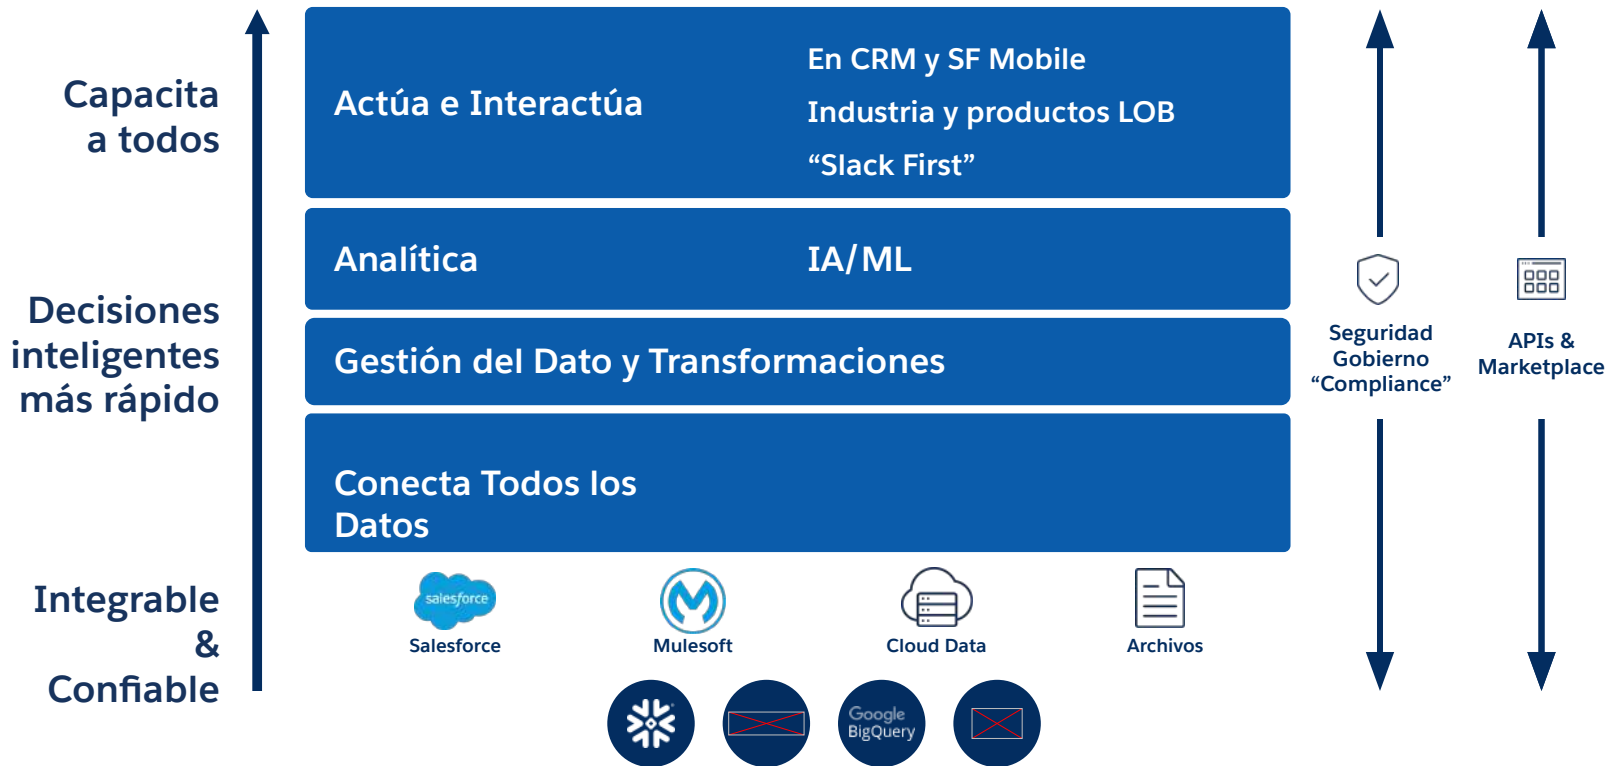 Capacita
a todos
Decisiones
inteligentes
más rápido
Integrable
&
Confiable
Actúa e Interactúa
En CRM y SF Mobile
Industria y productos LOB
“Slack First”
Analítica
IA/ML
Gestión del Dato y Transformaciones
Conecta Todos los
Datos
salesforce
Salesforce
Mulesoft
Cloud Data
Archivos
Google
BigQuery
Seguridad
Gobierno
“Compliance”
APIs &
Marketplace